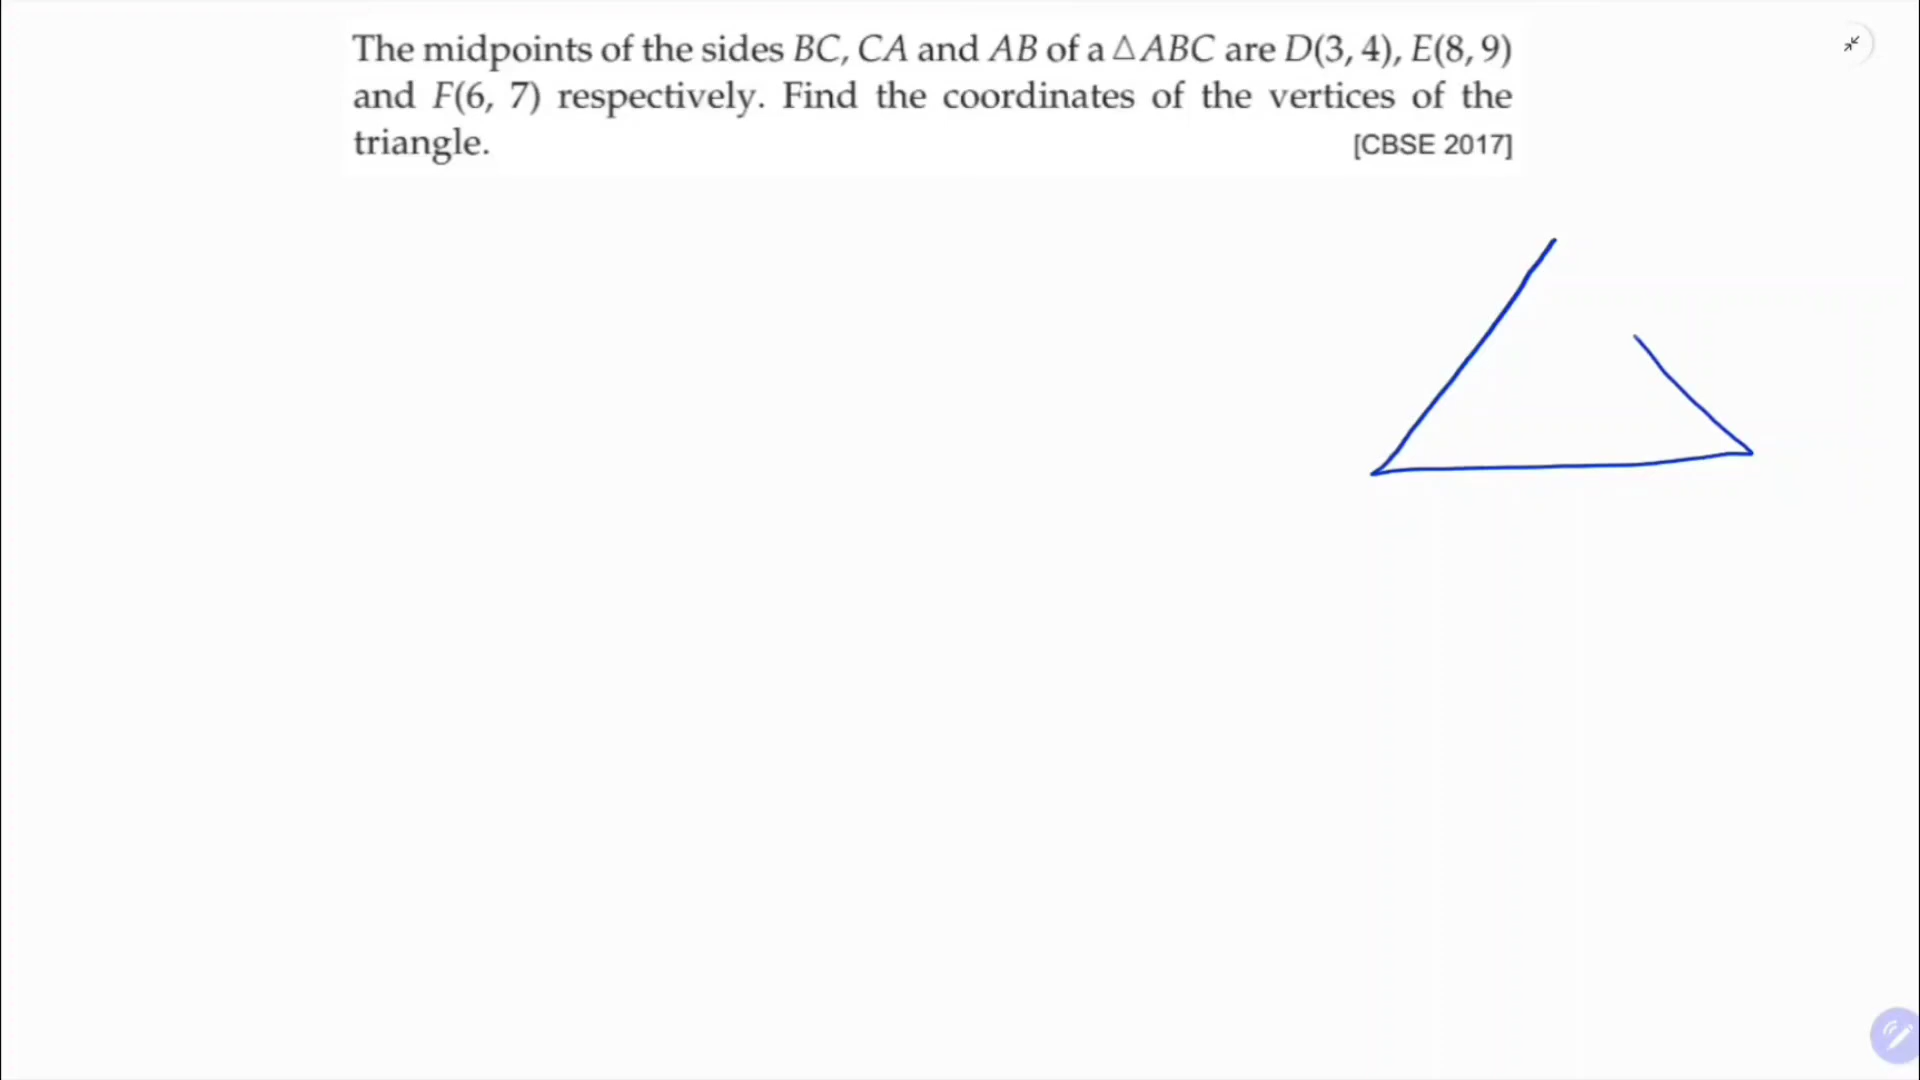 The midpoints of the sides BC, CA and AB of a △ABC are D(3, 4), E(8, 9)
and F(6, 7) respectively. Find the coordinates of the vertices of the
triangle. [CBSE 2017]